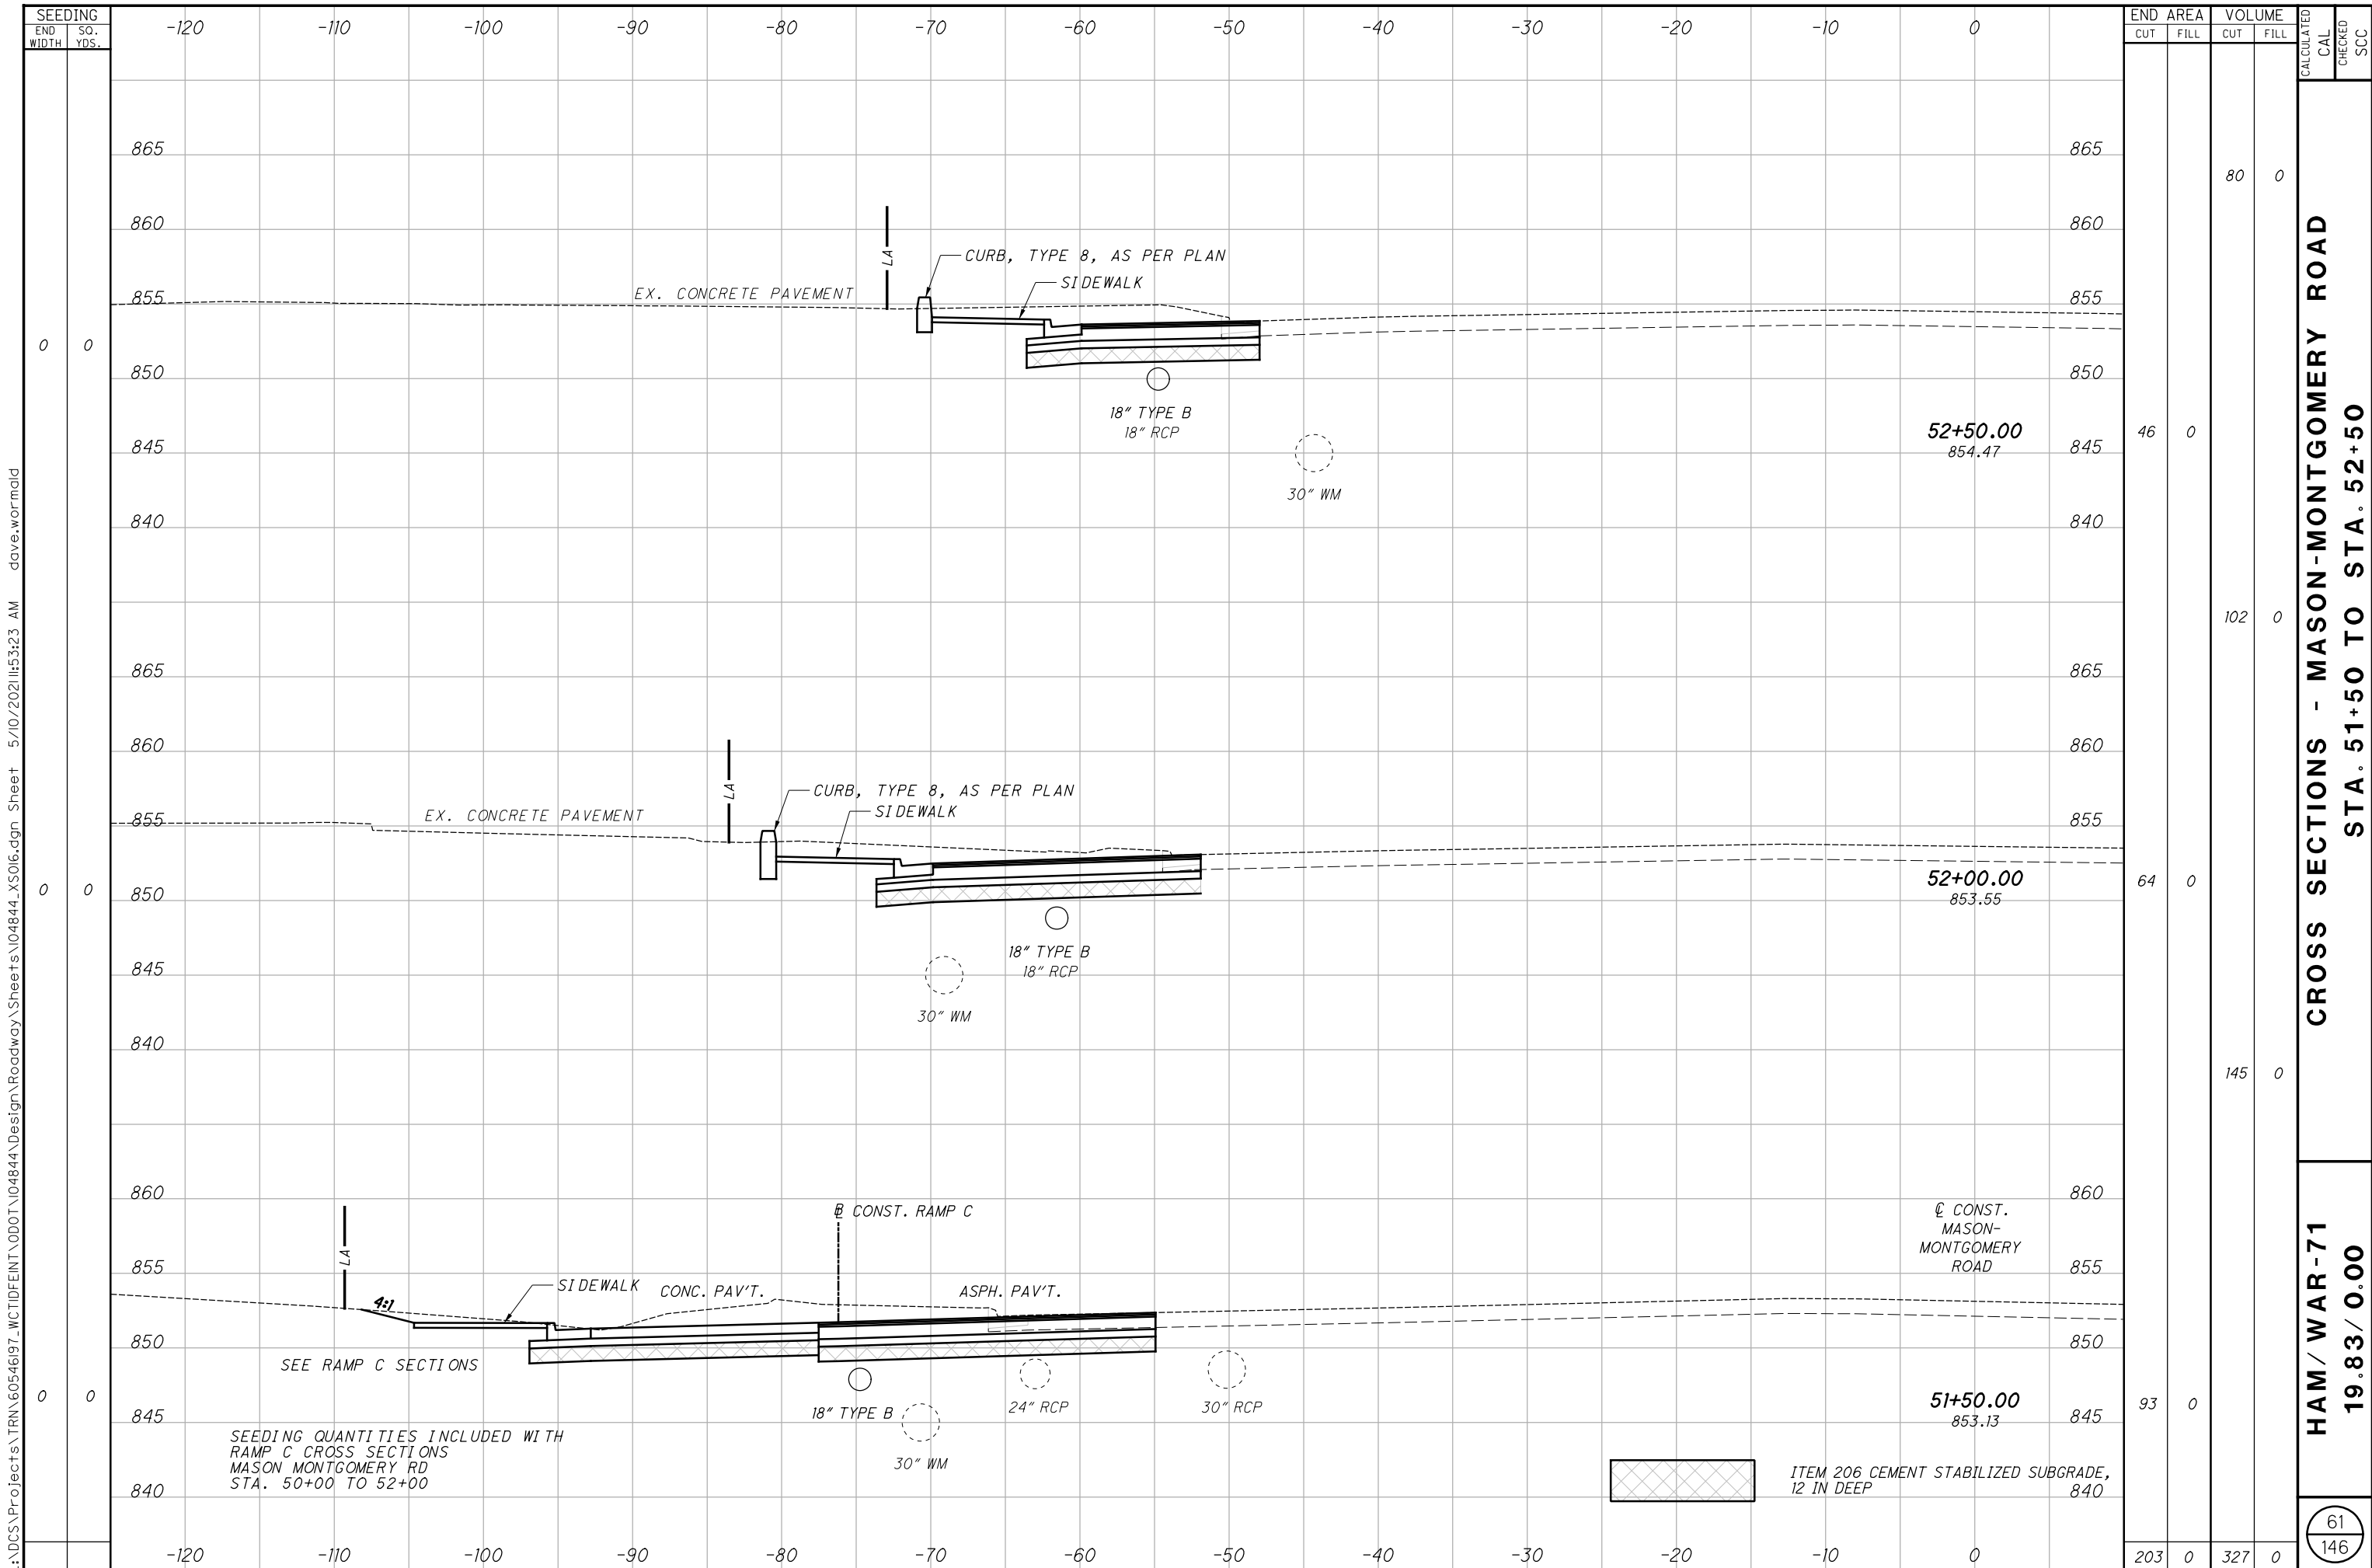 SEEDING
END WIDTH
SQ. YDS.
-120 -110 -100 -90 -80 -70 -60 -50 -40 -30 -20 -10 0
END AREA
VOLUME
CUT FILL CUT FILL
CALCULATED
CAL
CHECKED
SCC
865 865
80 0
860 860
LA
CURB, TYPE 8, AS PER PLAN
SIDEWALK
EX. CONCRETE PAVEMENT
855 855
0 0
850 850
18" TYPE B
18" RCP
52+50.00
854.47
46 0
845 845
30" WM
840 840
102 0
865 865
860 860
LA
CURB, TYPE 8, AS PER PLAN
SIDEWALK
EX. CONCRETE PAVEMENT
855 855
0 0
52+00.00
853.55
64 0
850 850
18" TYPE B
18" RCP
845 845
30" WM
840 840
145 0
860 860
LA
℄ CONST. RAMP C
℄ CONST.
MASON-
MONTGOMERY
ROAD
855 855
4:1
SIDEWALK
CONC. PAV'T.
ASPH. PAV'T.
850 850
SEE RAMP C SECTIONS
0 0
18" TYPE B
24" RCP
30" RCP
51+50.00
853.13
93 0
845 845
30" WM
SEEDING QUANTITIES INCLUDED WITH
RAMP C CROSS SECTIONS
MASON MONTGOMERY RD
STA. 50+00 TO 52+00
ITEM 206 CEMENT STABILIZED SUBGRADE,
12 IN DEEP
840 840
-120 -110 -100 -90 -80 -70 -60 -50 -40 -30 -20 -10 0
203 0 327 0
CROSS SECTIONS - MASON-MONTGOMERY ROAD
STA. 51+50 TO STA. 52+50
HAM/WAR-71
19.83/0.00
61
146
:\DCS\Projects\TRN\60546197_WCTIDFEINT\ODOT\104844\Design\Roadway\Sheets\104844_XS016.dgn Sheet 5/10/2021 11:53:23 AM dave.wormald